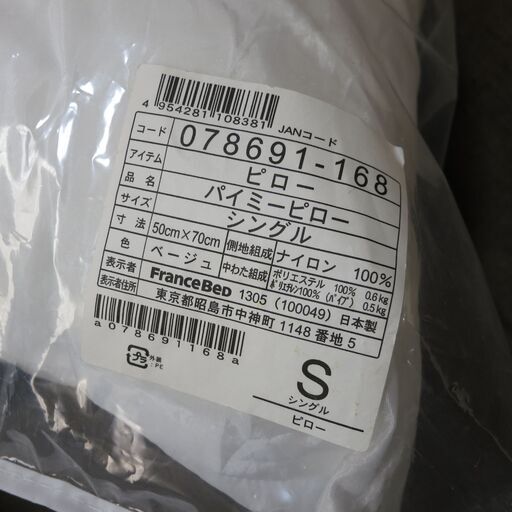 4 954281 108381 JANコード
コード 078691-168
アイテム ピロー
品名 パイミーピロー
サイズ シングル
寸法 50cm×70cm 側地組成 ナイロン 100%
色 ベージュ 中わた組成 ポリエステル 100% 0.6kg
ポリエチレン100% (パイプ) 0.5kg
表示者 FRANCEBED 1305 (100049) 日本製
表示者住所 東京都昭島市中神町 1148 番地 5
a078691168a
プラ 外装 :PE
S
シングル
ピロー